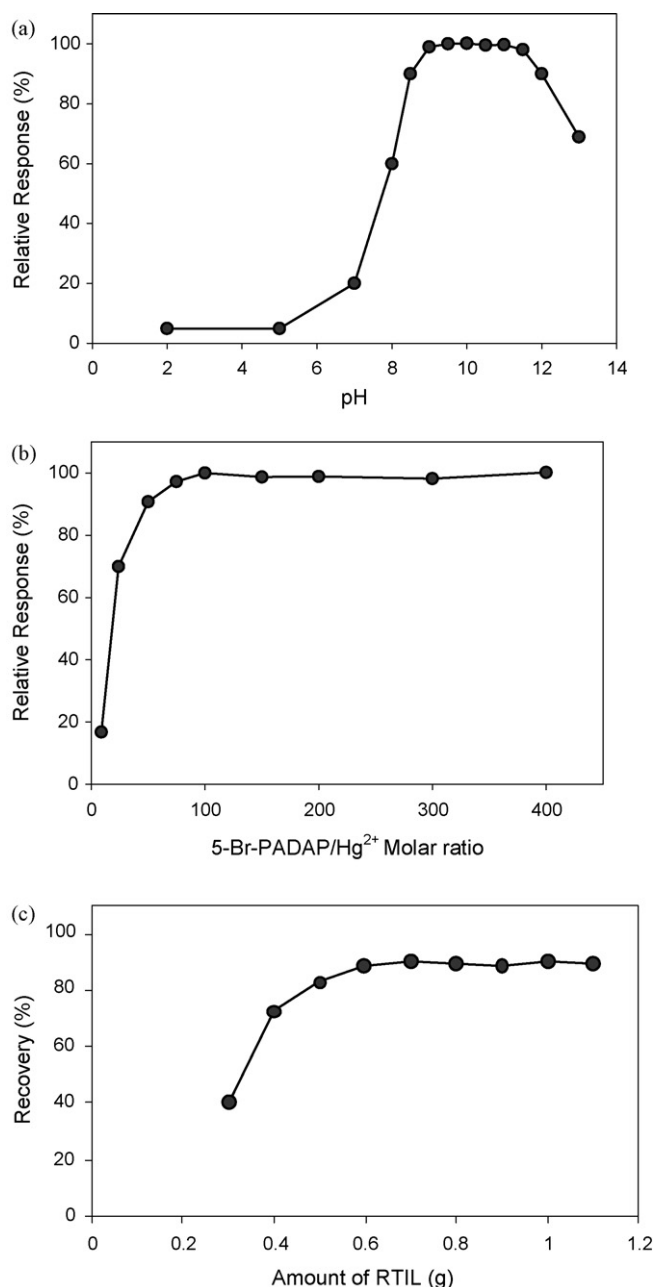 (a)
Relative Response (%)
100
80
60
40
20
0
0 2 4 6 8 10 12 14
pH
(b)
Relative Response (%)
100
80
60
40
20
0
0 100 200 300 400
5-Br-PADAP/Hg²⁺ Molar ratio
(c)
Recovery (%)
100
80
60
40
20
0
0 0.2 0.4 0.6 0.8 1 1.2
Amount of RTIL (g)